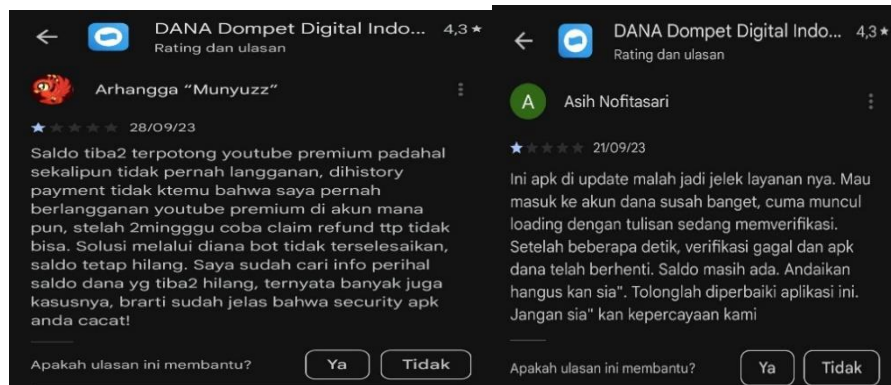 DANA Dompet Digital Indo... 4,3★
Rating dan ulasan
Arhangga “Munyuzz”
28/09/23
Saldo tiba2 terpotong youtube premium padahal
sekalipun tidak pernah langganan, dihistory
payment tidak ktemu bahwa saya pernah
berlangganan youtube premium di akun mana
pun, stelah 2mingggu coba claim refund ttp tidak
bisa. Solusi melalui diana bot tidak terselesaikan,
saldo tetap hilang. Saya sudah cari info perihal
saldo dana yg tiba2 hilang, ternyata banyak juga
kasusnya, brarti sudah jelas bahwa security apk
anda cacat!
Apakah ulasan ini membantu? Ya Tidak
DANA Dompet Digital Indo... 4,3★
Rating dan ulasan
A Asih Nofitasari
21/09/23
Ini apk di update malah jadi jelek layanan nya. Mau
masuk ke akun dana susah banget, cuma muncul
loading dengan tulisan sedang memverifikasi.
Setelah beberapa detik, verifikasi gagal dan apk
dana telah berhenti. Saldo masih ada. Andaikan
hangus kan sia". Tolonglah diperbaiki aplikasi ini.
Jangan sia" kan kepercayaan kami
Apakah ulasan ini membantu? Ya Tidak